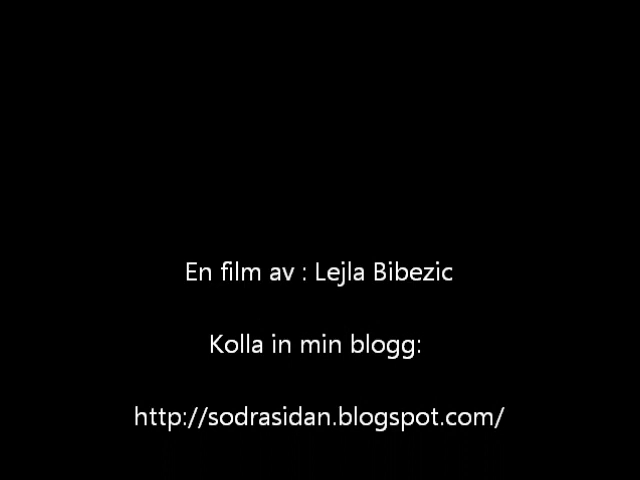 En film av : Lejla Bibezic
Kolla in min blogg:
http://sodrasidan.blogspot.com/